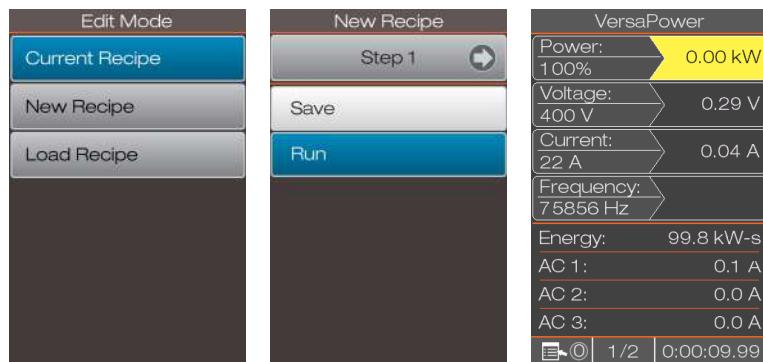 Edit Mode
Current Recipe
New Recipe
Load Recipe
New Recipe
Step 1
Save
Run
VersaPower
Power:
100%
0.00 kW
Voltage:
400 V
0.29 V
Current:
22 A
0.04 A
Frequency:
75856 Hz
Energy: 99.8 kW-s
AC 1: 0.1 A
AC 2: 0.0 A
AC 3: 0.0 A
1/2 0:00:09.99